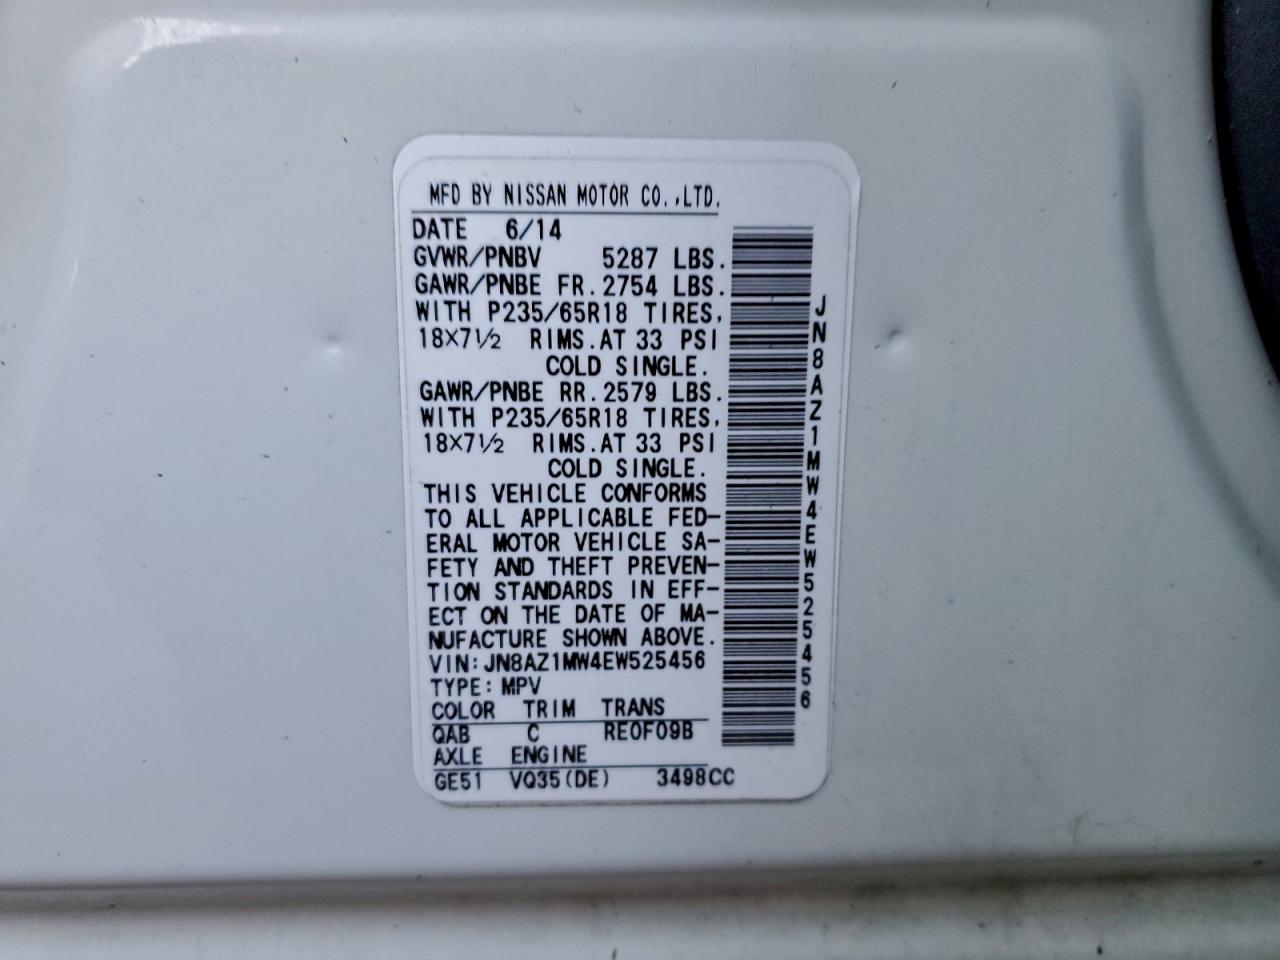 MFD BY NISSAN MOTOR CO.,LTD.
DATE 6/14
GVWR/PNBV 5287 LBS.
GAWR/PNBE FR.2754 LBS.
WITH P235/65R18 TIRES,
18×7½ RIMS.AT 33 PSI
COLD SINGLE.
GAWR/PNBE RR.2579 LBS.
WITH P235/65R18 TIRES,
18×7½ RIMS.AT 33 PSI
COLD SINGLE.
THIS VEHICLE CONFORMS
TO ALL APPLICABLE FED-
ERAL MOTOR VEHICLE SA-
FETY AND THEFT PREVEN-
TION STANDARDS IN EFF-
ECT ON THE DATE OF MA-
NUFACTURE SHOWN ABOVE.
VIN:JN8AZ1MW4EW525456
TYPE:MPV
COLOR TRIM TRANS
QAB C RE0F09B
AXLE ENGINE
GE51 VQ35(DE) 3498CC
JN8AZ1MW4EW525456